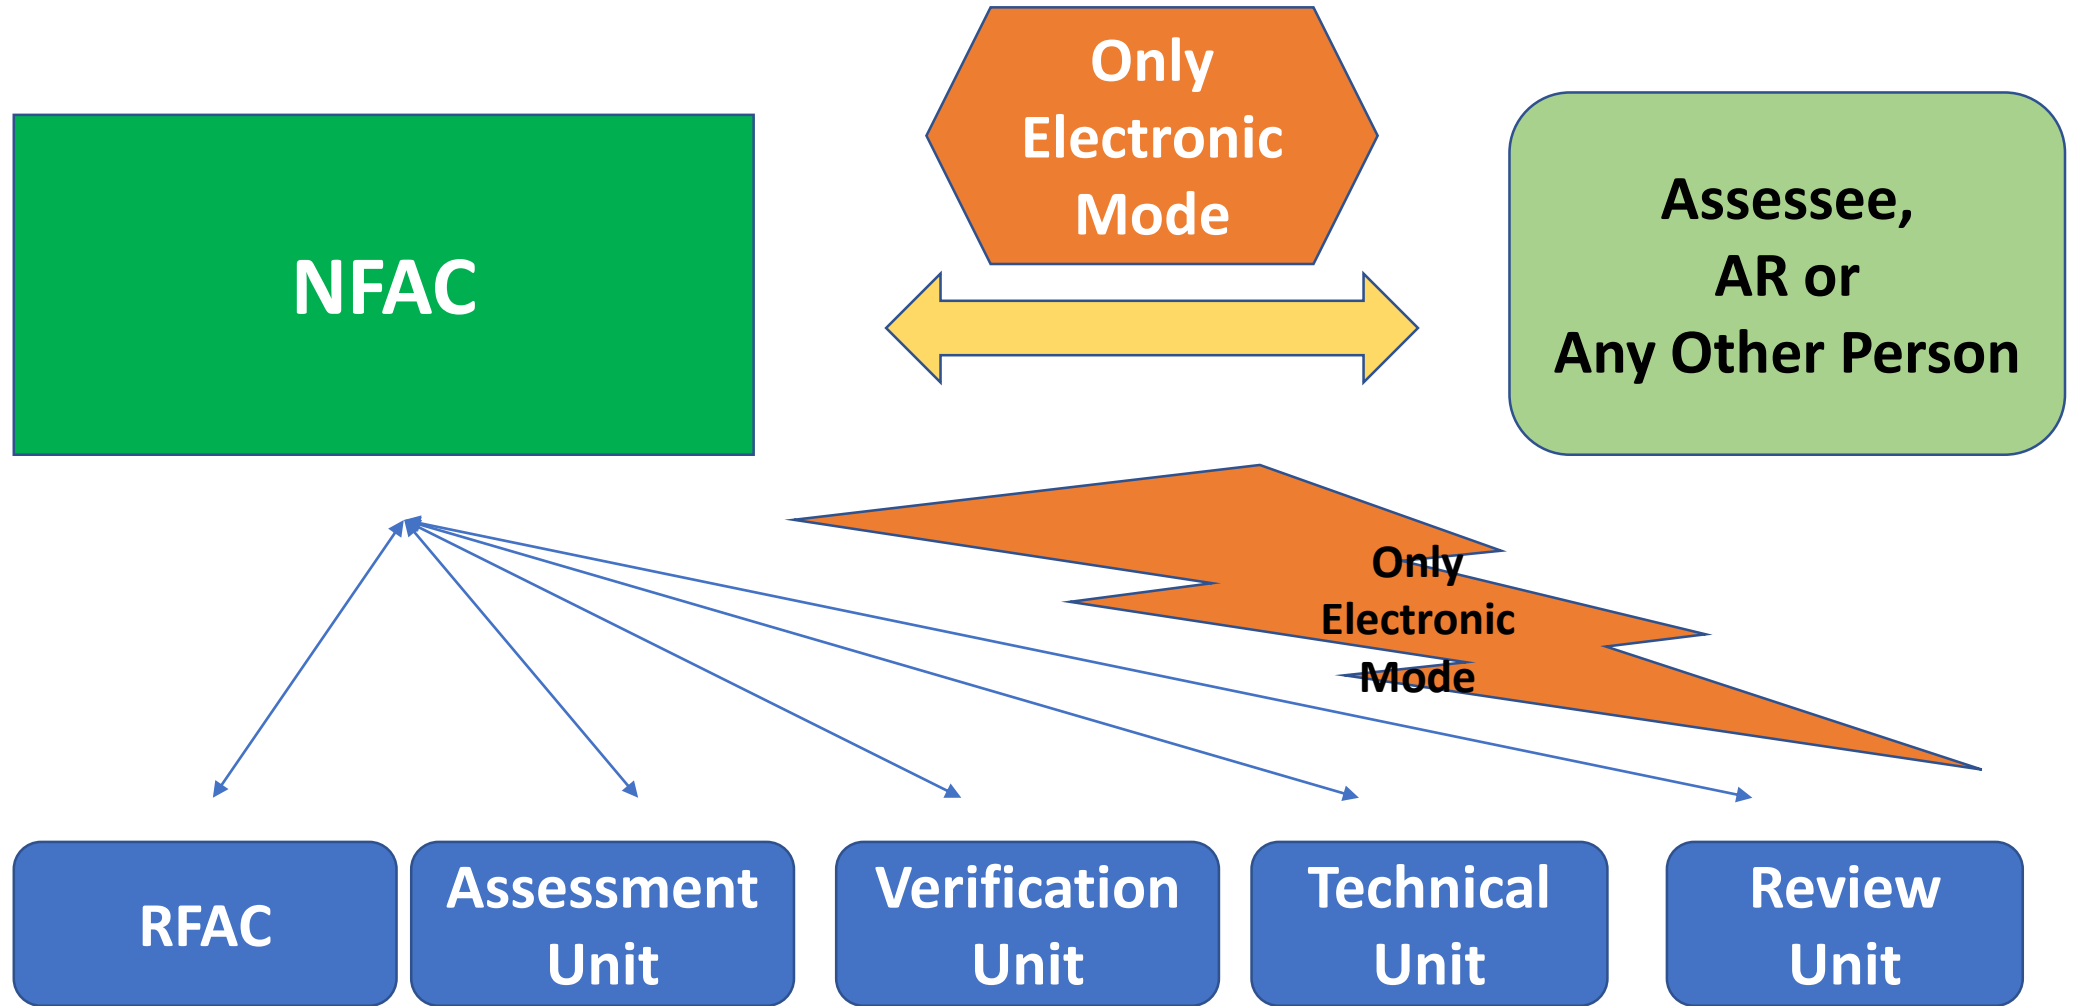 Only
Electronic
Mode
NFAC
Assessee,
AR or
Any Other Person
Only
Electronic
Mode
RFAC
Assessment
Unit
Verification
Unit
Technical
Unit
Review
Unit